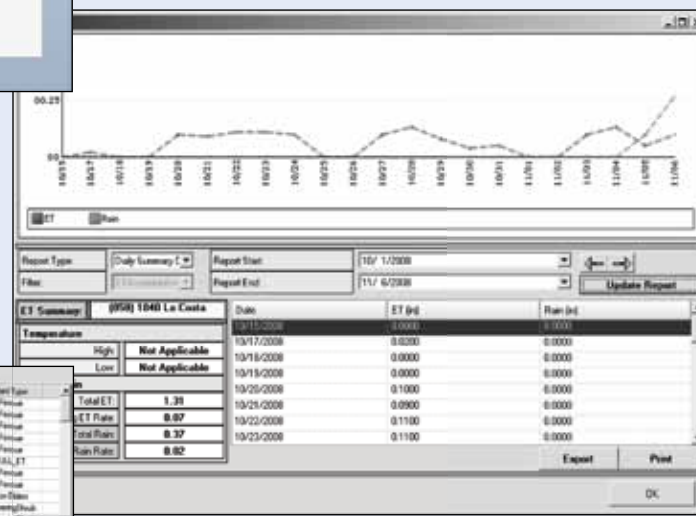 00.25
00
10/15 10/17 10/18 10/19 10/20 10/21 10/22 10/23 10/24 10/25 10/26 10/27 10/28 10/29 10/30 10/31 11/01 11/02 11/03 11/04 11/05 11/06
ET Rain
Report Type: Daily Summary Report Start: 10/ 1/2008
Filter: Report End: 11/ 6/2008 Update Report
ET Summary: (058) 1040 La Costa Date ET (in) Rain (in)
Temperature 10/15/2008 0.0000 0.0000
High: Not Applicable 10/17/2008 0.0200 0.0000
Low: Not Applicable 10/18/2008 0.0000 0.0000
10/19/2008 0.0000 0.0000
Total ET: 1.31 10/20/2008 0.1000 0.0000
ET Rate: 0.07 10/21/2008 0.0900 0.0000
Total Rain: 0.37 10/22/2008 0.1100 0.0000
Rain Rate: 0.02 10/23/2008 0.1100 0.0000
Export Print
OK